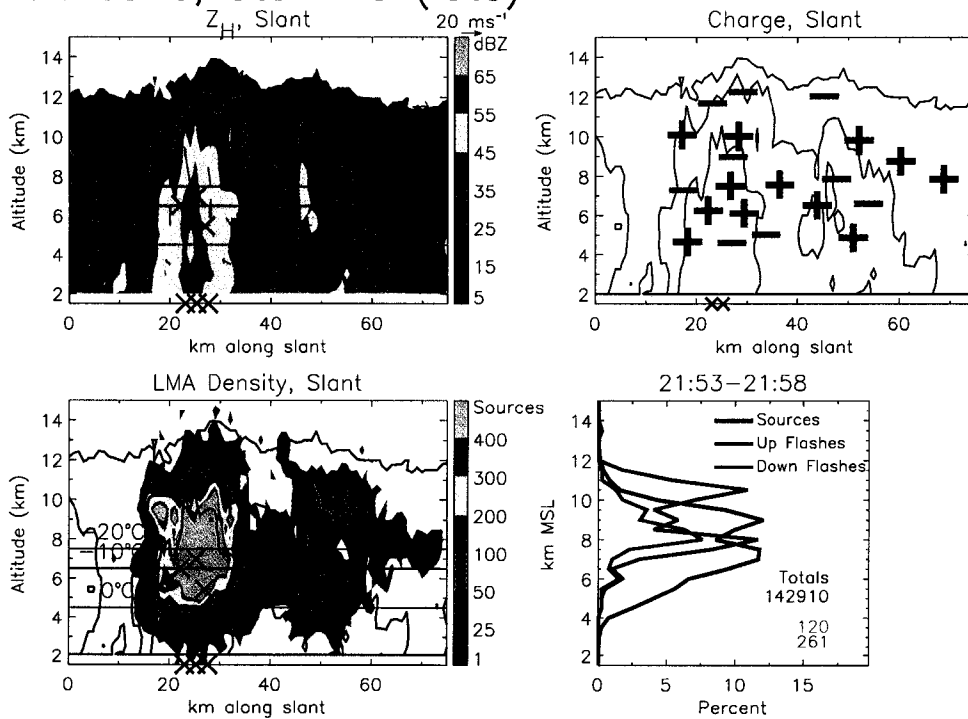 Z_H, Slant
20 ms⁻¹
dBZ
Altitude (km)
14
12
10
8
6
4
2
65
55
45
35
25
15
5
0
20
40
60
km along slant
Charge, Slant
Altitude (km)
14
12
10
8
6
4
2
0
20
40
60
km along slant
LMA Density, Slant
Sources
Altitude (km)
14
12
10
8
6
4
2
-20°C
-10°C
0°C
400
300
200
100
50
25
1
0
20
40
60
km along slant
21:53-21:58
Sources
Up Flashes
Down Flashes
km MSL
14
12
10
8
6
4
2
Totals
142910
120
261
0
5
10
15
Percent